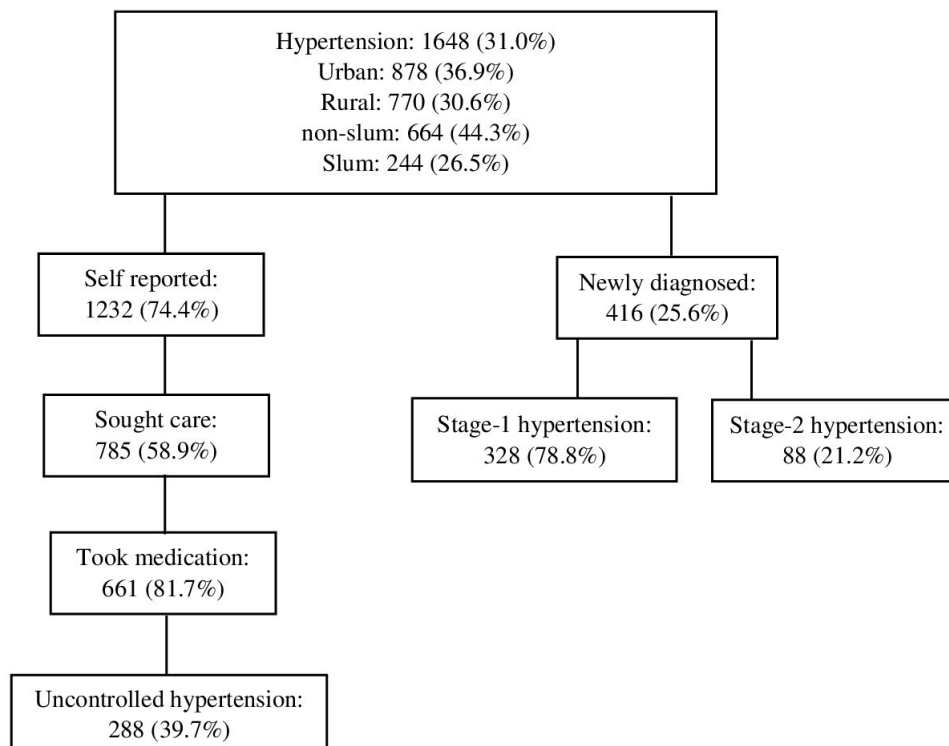 Hypertension: 1648 (31.0%)
Urban: 878 (36.9%)
Rural: 770 (30.6%)
non-slum: 664 (44.3%)
Slum: 244 (26.5%)
Self reported:
1232 (74.4%)
Newly diagnosed:
416 (25.6%)
Sought care:
785 (58.9%)
Stage-1 hypertension:
328 (78.8%)
Stage-2 hypertension:
88 (21.2%)
Took medication:
661 (81.7%)
Uncontrolled hypertension:
288 (39.7%)